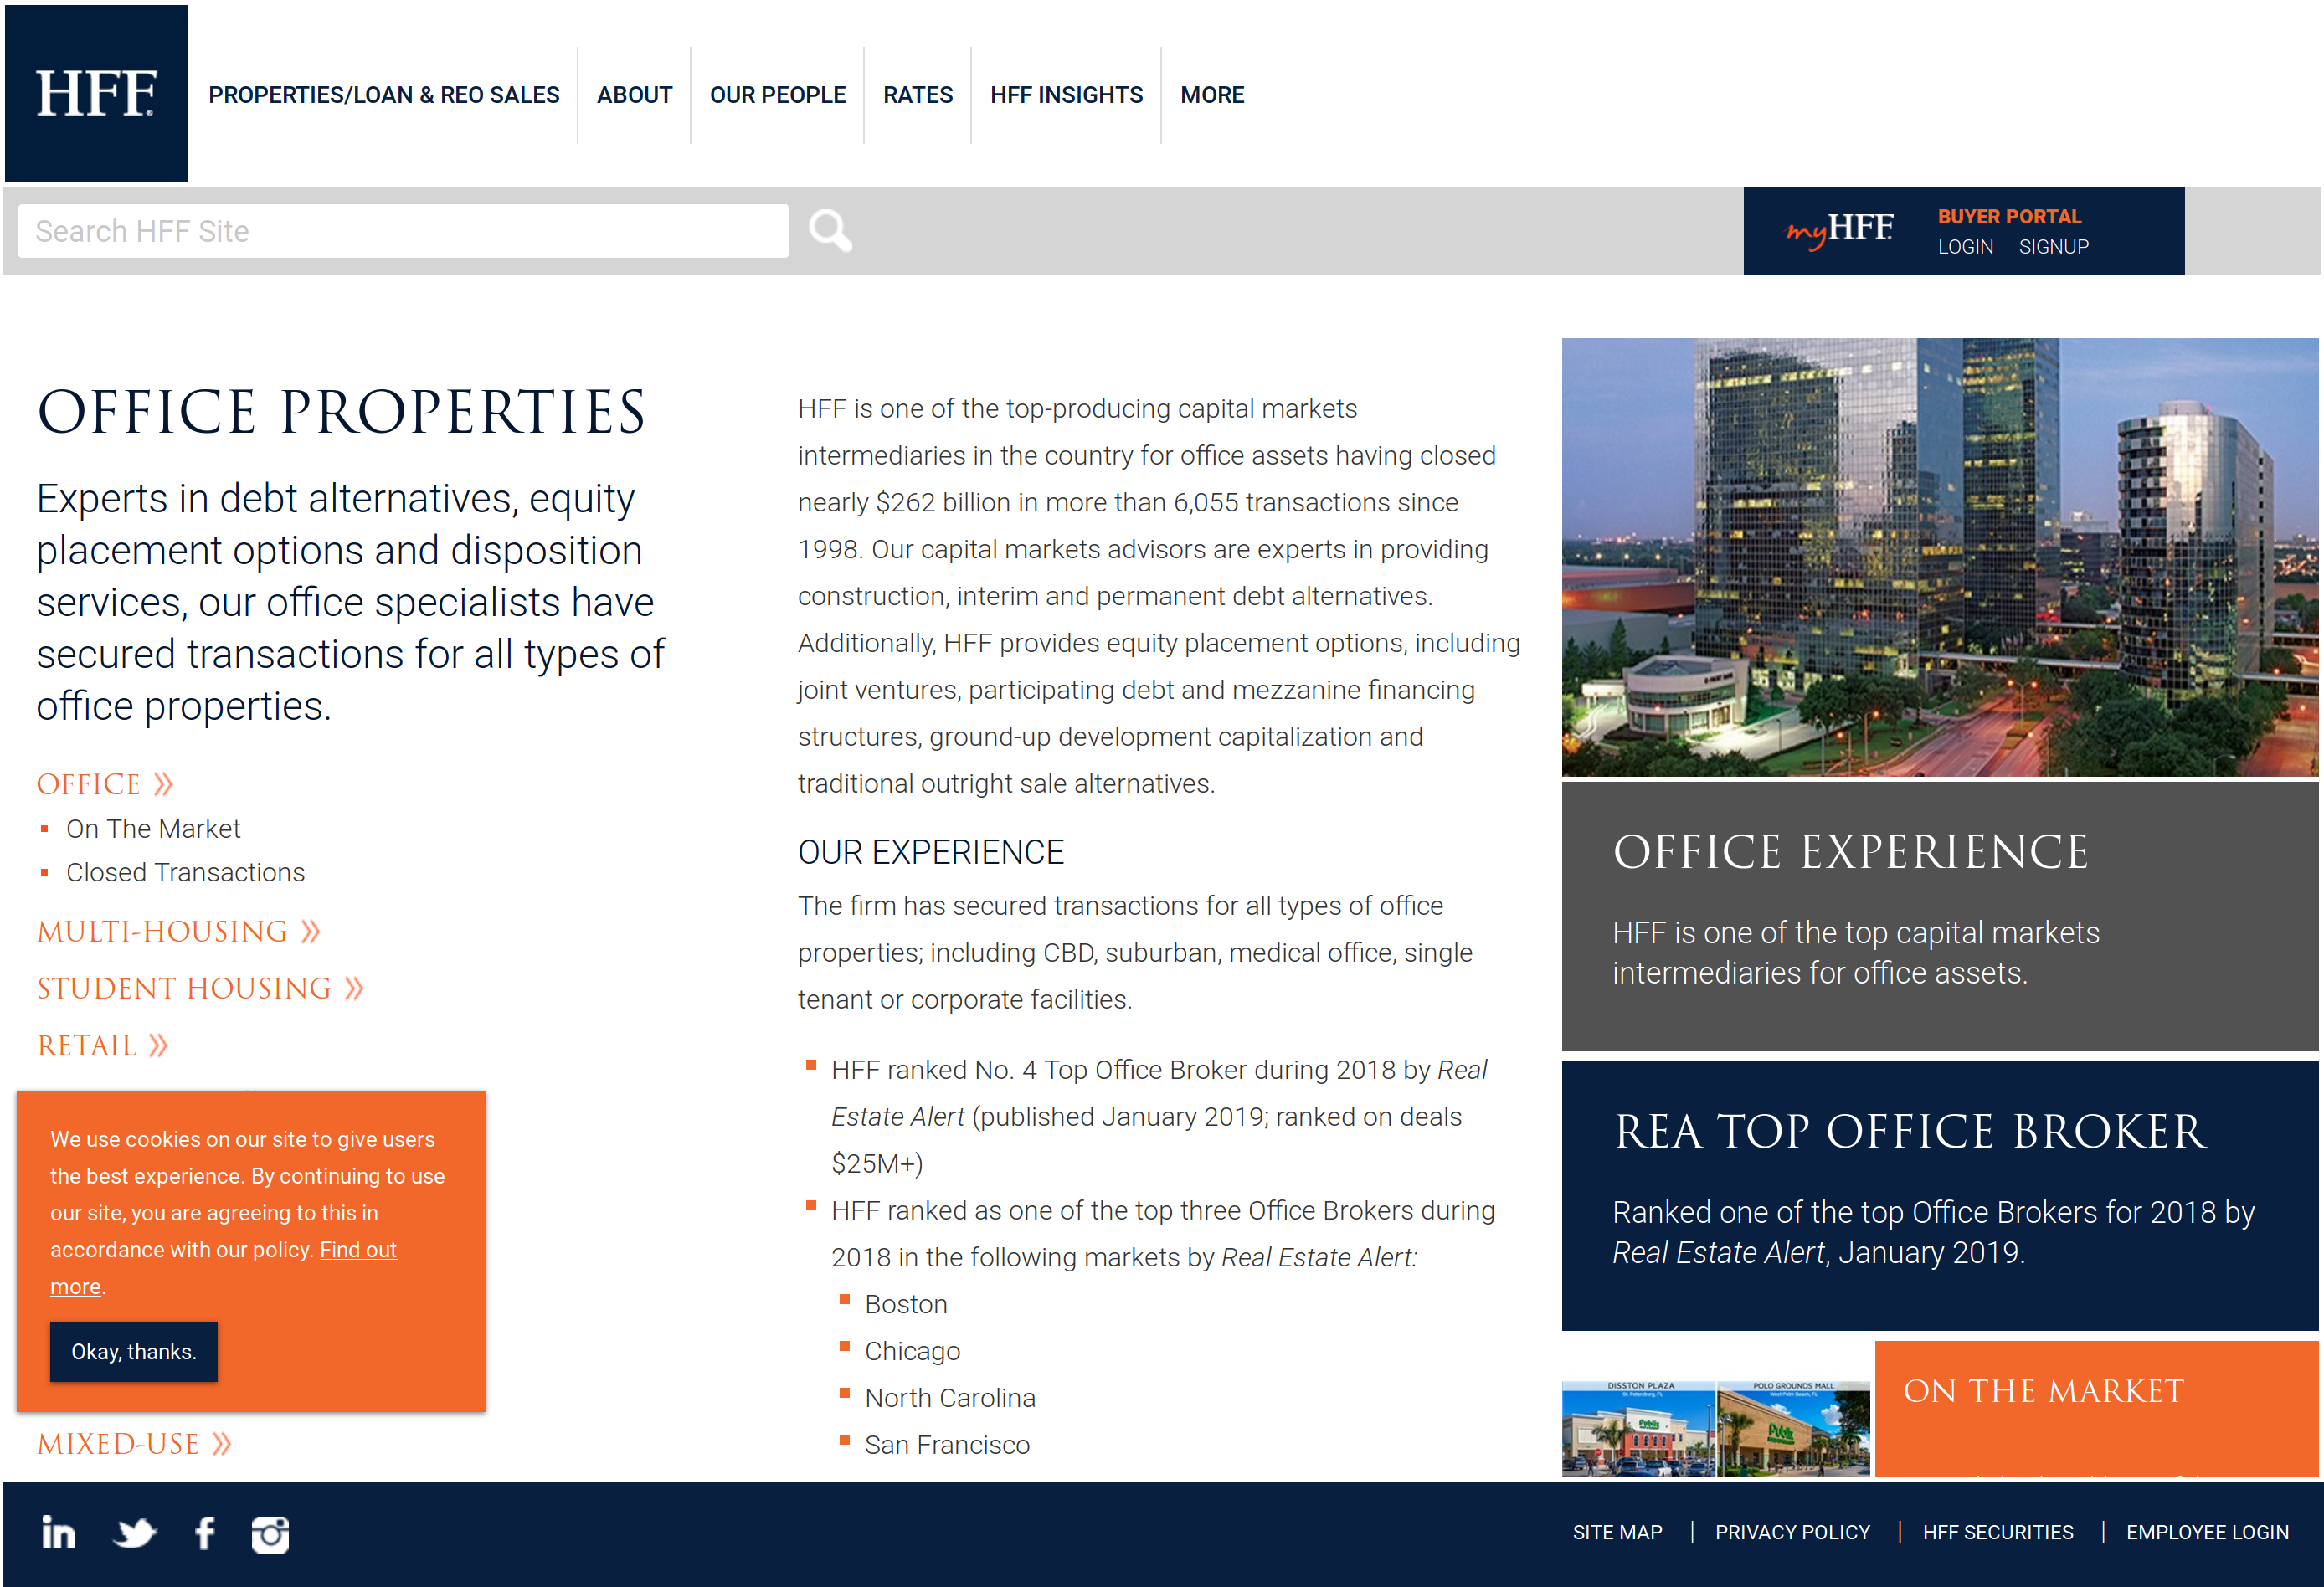 HFF®
PROPERTIES/LOAN & REO SALES
ABOUT
OUR PEOPLE
RATES
HFF INSIGHTS
MORE
Search HFF Site
myHFF
BUYER PORTAL
LOGIN SIGNUP
OFFICE PROPERTIES
Experts in debt alternatives, equity
placement options and disposition
services, our office specialists have
secured transactions for all types of
office properties.
OFFICE »
On The Market
Closed Transactions
MULTI-HOUSING »
STUDENT HOUSING »
RETAIL »
We use cookies on our site to give users
the best experience. By continuing to use
our site, you are agreeing to this in
accordance with our policy. Find out
more.
Okay, thanks.
MIXED-USE »
HFF is one of the top-producing capital markets
intermediaries in the country for office assets having closed
nearly $262 billion in more than 6,055 transactions since
1998. Our capital markets advisors are experts in providing
construction, interim and permanent debt alternatives.
Additionally, HFF provides equity placement options, including
joint ventures, participating debt and mezzanine financing
structures, ground-up development capitalization and
traditional outright sale alternatives.
OUR EXPERIENCE
The firm has secured transactions for all types of office
properties; including CBD, suburban, medical office, single
tenant or corporate facilities.
HFF ranked No. 4 Top Office Broker during 2018 by Real
Estate Alert (published January 2019; ranked on deals
$25M+)
HFF ranked as one of the top three Office Brokers during
2018 in the following markets by Real Estate Alert:
Boston
Chicago
North Carolina
San Francisco
OFFICE EXPERIENCE
HFF is one of the top capital markets
intermediaries for office assets.
REA TOP OFFICE BROKER
Ranked one of the top Office Brokers for 2018 by
Real Estate Alert, January 2019.
DISSTON PLAZA
St. Petersburg, FL
POLO GROUNDS MALL
West Palm Beach, FL
Publix
Publix
ON THE MARKET
SITE MAP
PRIVACY POLICY
HFF SECURITIES
EMPLOYEE LOGIN